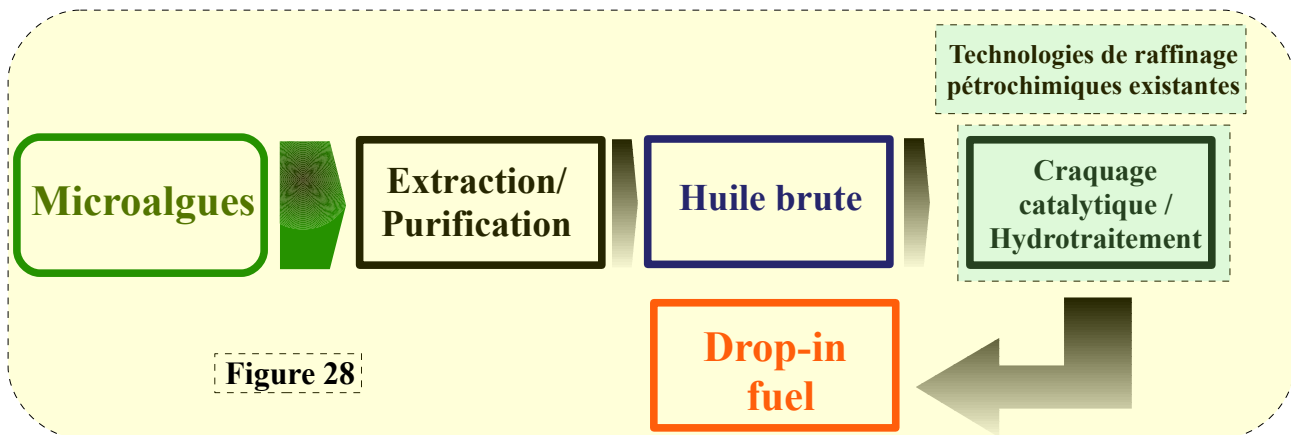 Technologies de raffinage
pétrochimiques existantes
Microalgues
Extraction/
Purification
Huile brute
Craquage
catalytique /
Hydrotraitement
Drop-in
fuel
Figure 28